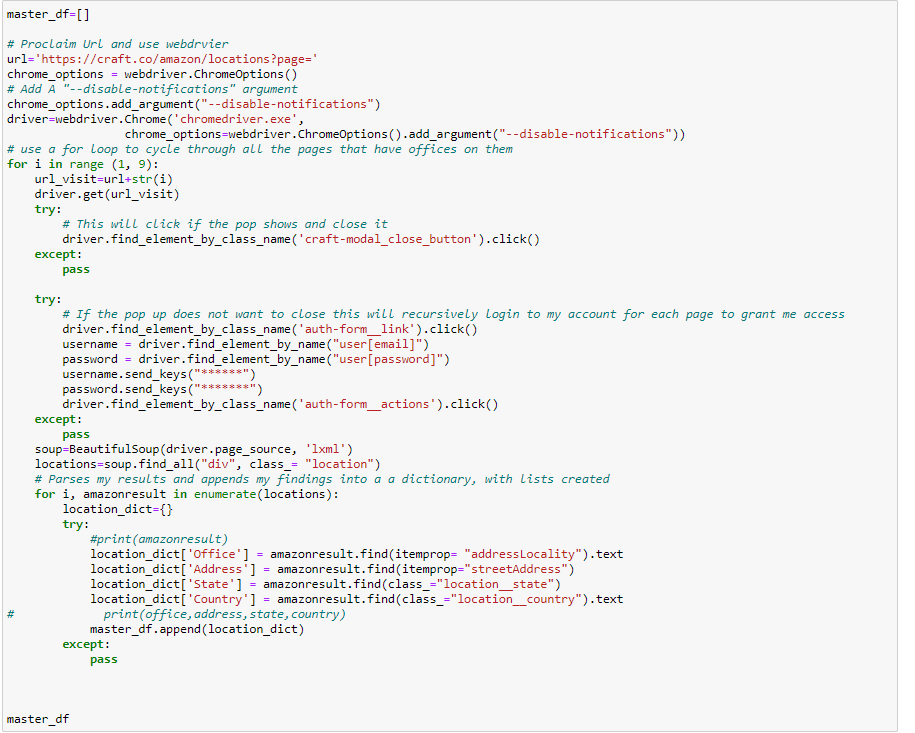 master_df=[]

# Proclaim Url and use webdrvier
url='https://craft.co/amazon/locations?page='
chrome_options = webdriver.ChromeOptions()
# Add A "--disable-notifications" argument
chrome_options.add_argument("--disable-notifications")
driver=webdriver.Chrome('chromedriver.exe',
                 chrome_options=webdriver.ChromeOptions().add_argument("--disable-notifications"))
# use a for loop to cycle through all the pages that have offices on them
for i in range (1, 9):
    url_visit=url+str(i)
    driver.get(url_visit)
    try:
        # This will click if the pop shows and close it
        driver.find_element_by_class_name('craft-modal_close_button').click()
    except:
        pass

    try:
        # If the pop up does not want to close this will recursively login to my account for each page to grant me access
        driver.find_element_by_class_name('auth-form__link').click()
        username = driver.find_element_by_name("user[email]")
        password = driver.find_element_by_name("user[password]")
        username.send_keys("******")
        password.send_keys("*******")
        driver.find_element_by_class_name('auth-form__actions').click()
    except:
        pass
    soup=BeautifulSoup(driver.page_source, 'lxml')
    locations=soup.find_all("div", class_= "location")
    # Parses my results and appends my findings into a a dictionary, with lists created
    for i, amazonresult in enumerate(locations):
        location_dict={}
        try:
            #print(amazonresult)
            location_dict['Office'] = amazonresult.find(itemprop= "addressLocality").text
            location_dict['Address'] = amazonresult.find(itemprop="streetAddress")
            location_dict['State'] = amazonresult.find(class_="location__state")
            location_dict['Country'] = amazonresult.find(class_="location__country").text
#             print(office,address,state,country)
            master_df.append(location_dict)
        except:
            pass

master_df